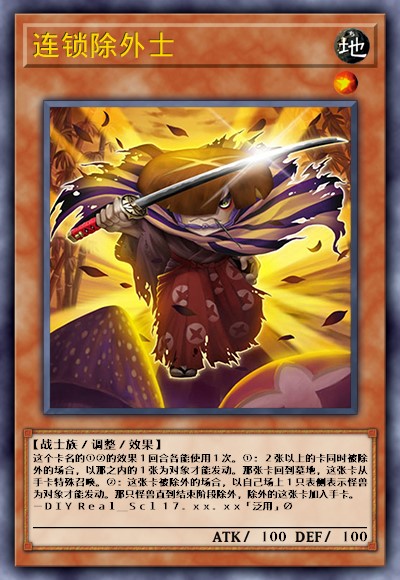 连锁除外士
地
【战士族／调整／效果】
这个卡名的①②的效果１回合各能使用１次。①：２张以上的卡同时被除
外的场合，以那之内的１张为对象才能发动。那张卡回到墓地，这张卡从
手卡特殊召唤。②：这张卡被除外的场合，以自己场上１只表侧表示怪兽
为对象才能发动。那只怪兽直到结束阶段除外，除外的这张卡加入手卡。
－ＤＩＹ Ｒｅａｌ＿Ｓｃｌ １７．ｘｘ．ｘｘ「泛用」∅
ATK/ 100 DEF/ 100